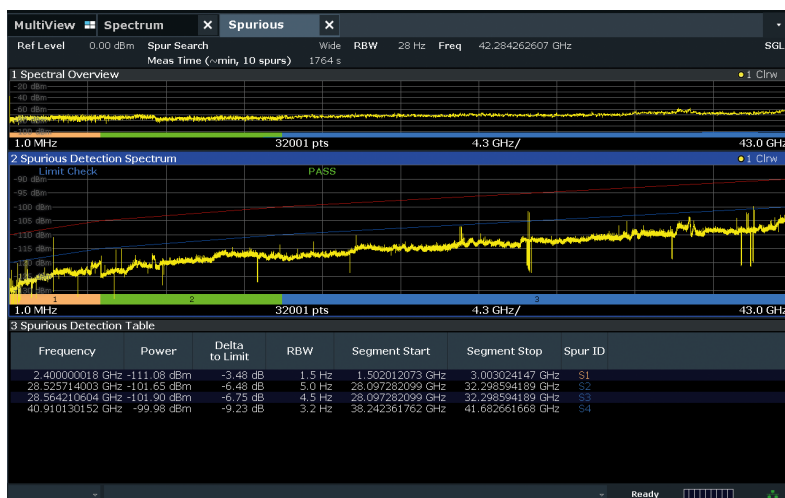 MultiView Spectrum X Spurious X
Ref Level 0.00 dBm Spur Search Wide RBW 28 Hz Freq 42.284262607 GHz SGL
Meas Time (~min, 10 spurs) 1764 s
1 Spectral Overview 1 Clrw
-20 dBm
-40 dBm
-60 dBm
-100 dBm
1.0 MHz 32001 pts 4.3 GHz/ 43.0 GHz
2 Spurious Detection Spectrum 1 Clrw
Limit Check PASS
-90 dBm
-95 dBm
-100 dBm
-105 dBm
-110 dBm
-115 dBm
1 2 3
1.0 MHz 32001 pts 4.3 GHz/ 43.0 GHz
3 Spurious Detection Table
Frequency Power Delta to Limit RBW Segment Start Segment Stop Spur ID
2.400000018 GHz -111.08 dBm -3.48 dB 1.5 Hz 1.502012073 GHz 3.003024147 GHz S1
28.525714003 GHz -101.65 dBm -6.48 dB 5.0 Hz 28.097282099 GHz 32.298594189 GHz S2
28.564210604 GHz -101.90 dBm -6.75 dB 4.5 Hz 28.097282099 GHz 32.298594189 GHz S3
40.910130152 GHz -99.98 dBm -9.23 dB 3.2 Hz 38.242361762 GHz 41.682661668 GHz S4
Ready